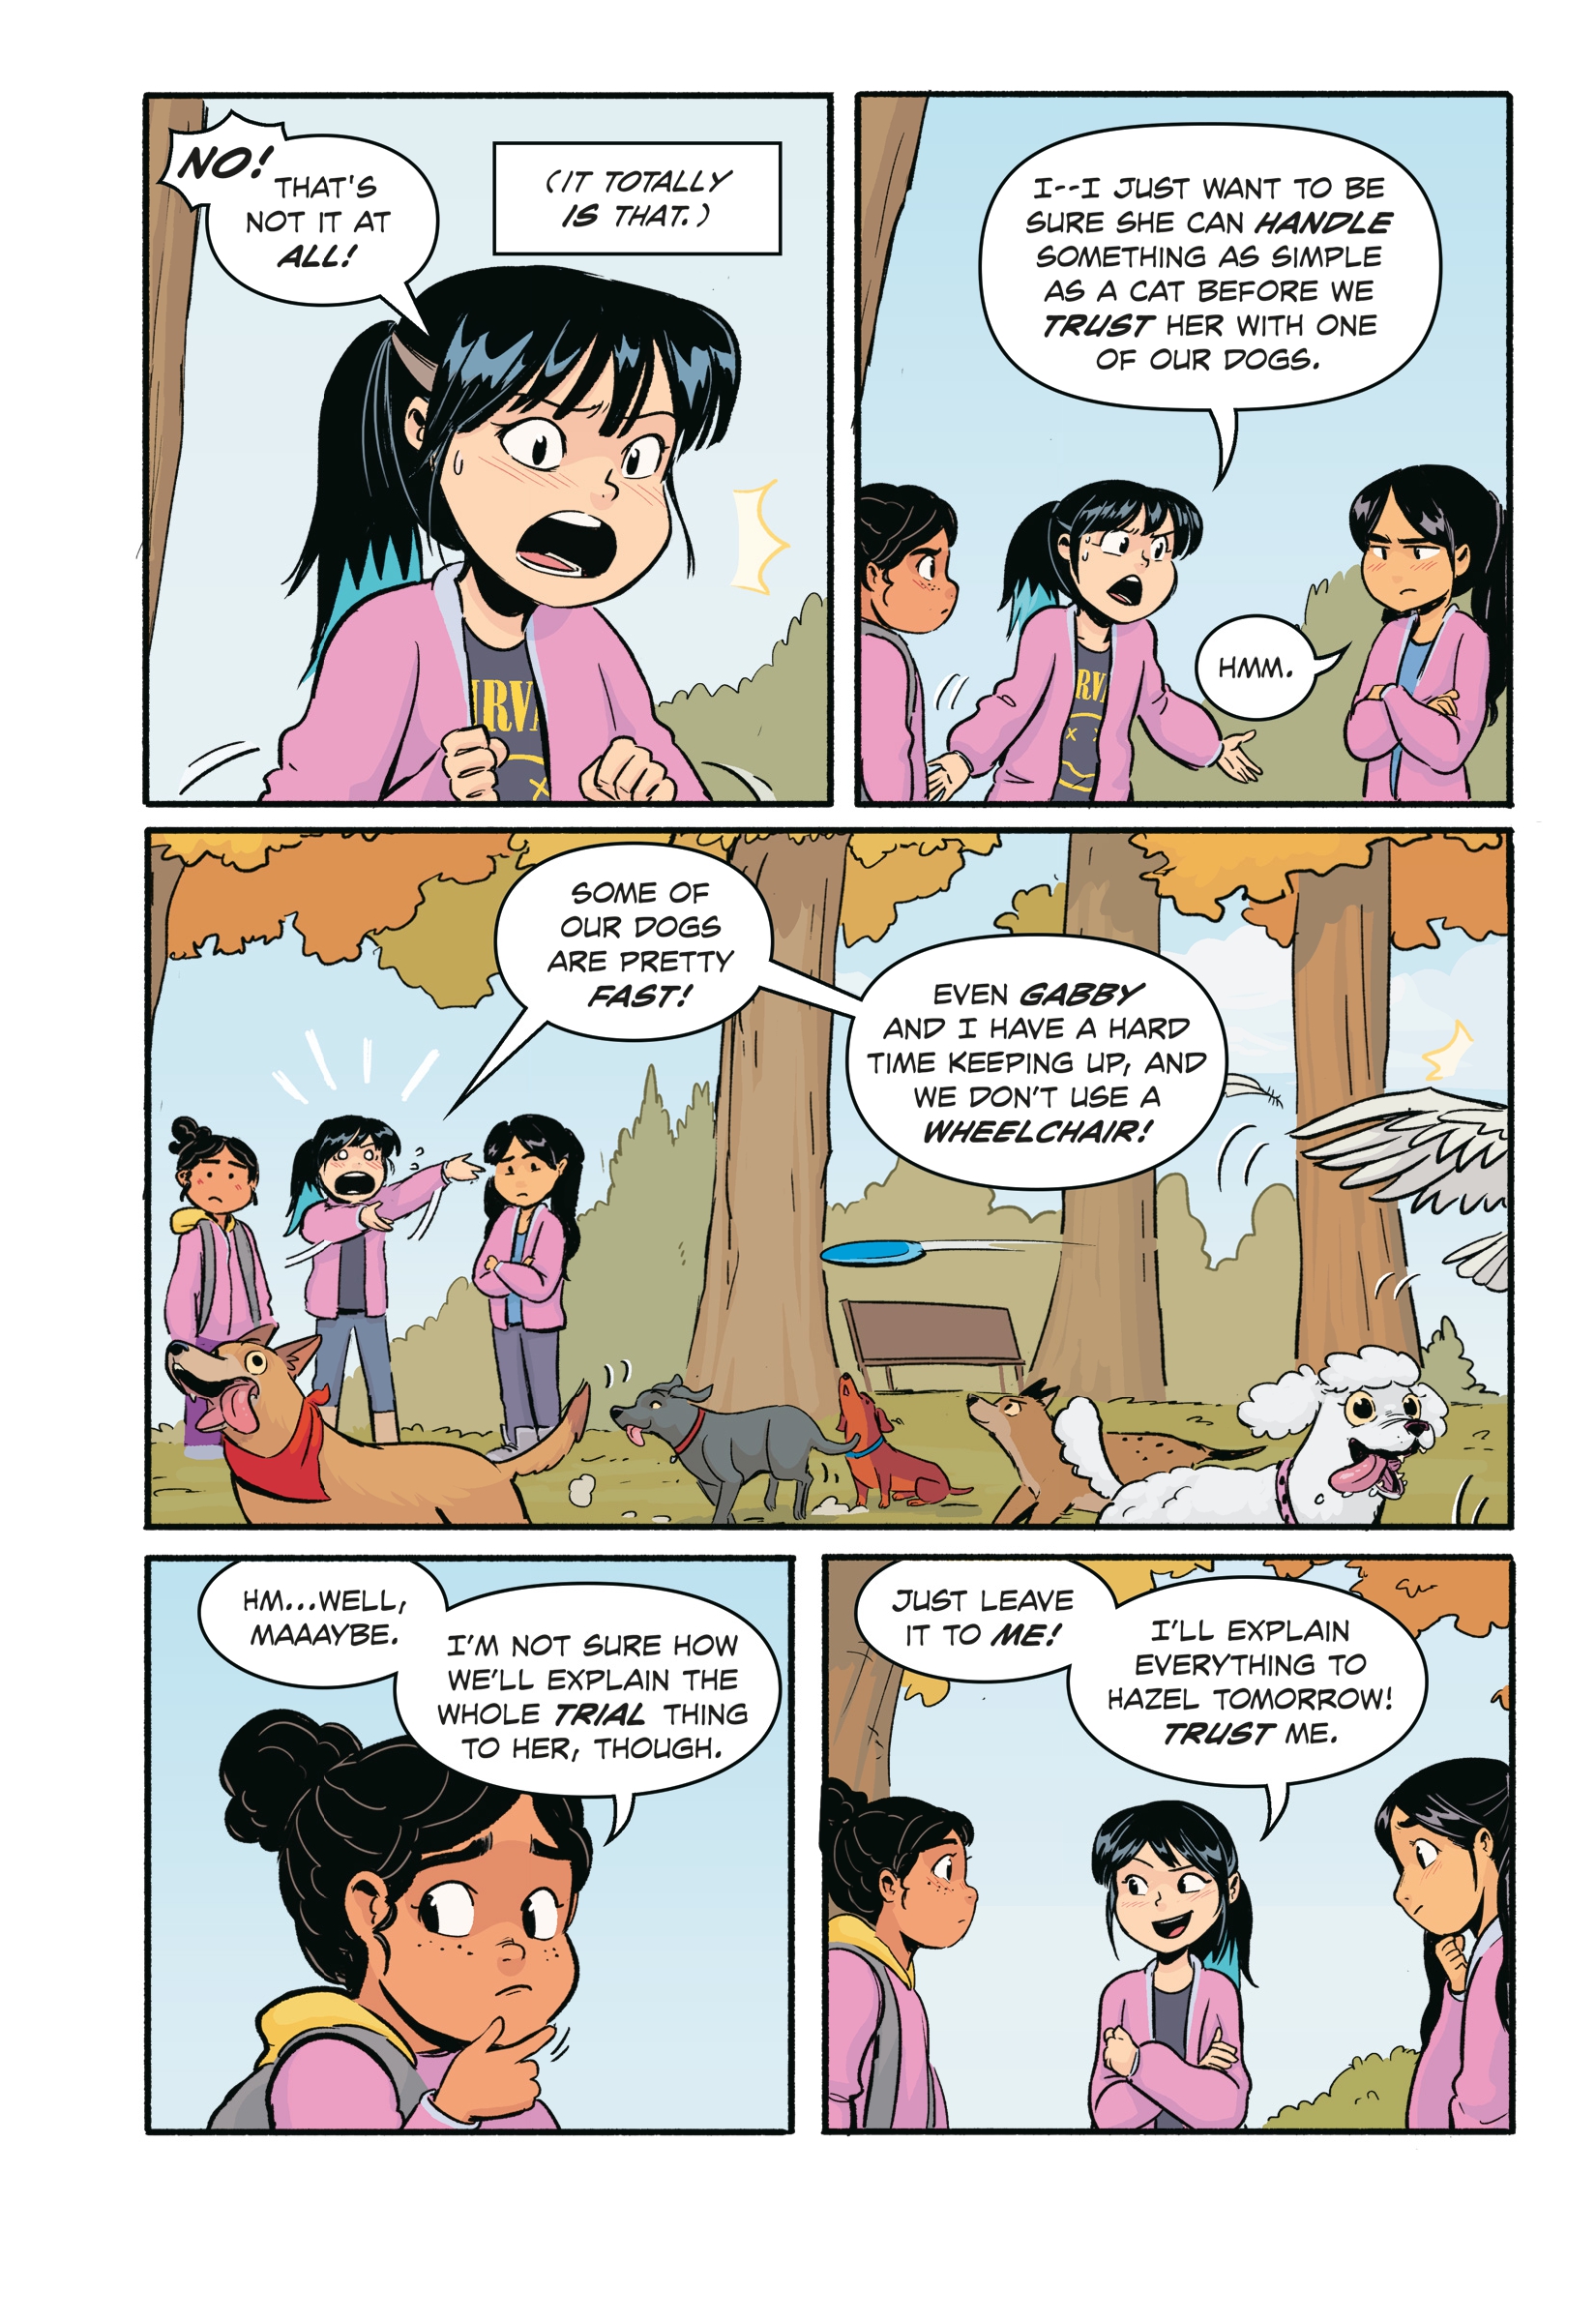 NO!
THAT'S
NOT IT AT
ALL!
(IT TOTALLY
IS THAT.)
IRVA
I--I JUST WANT TO BE
SURE SHE CAN HANDLE
SOMETHING AS SIMPLE
AS A CAT BEFORE WE
TRUST HER WITH ONE
OF OUR DOGS.
RVA
HMM.
SOME OF
OUR DOGS
ARE PRETTY
FAST!
EVEN GABBY
AND I HAVE A HARD
TIME KEEPING UP, AND
WE DON'T USE A
WHEELCHAIR!
HM...WELL,
MAAAYBE.
I'M NOT SURE HOW
WE'LL EXPLAIN THE
WHOLE TRIAL THING
TO HER, THOUGH.
JUST LEAVE
IT TO ME!
I'LL EXPLAIN
EVERYTHING TO
HAZEL TOMORROW!
TRUST ME.